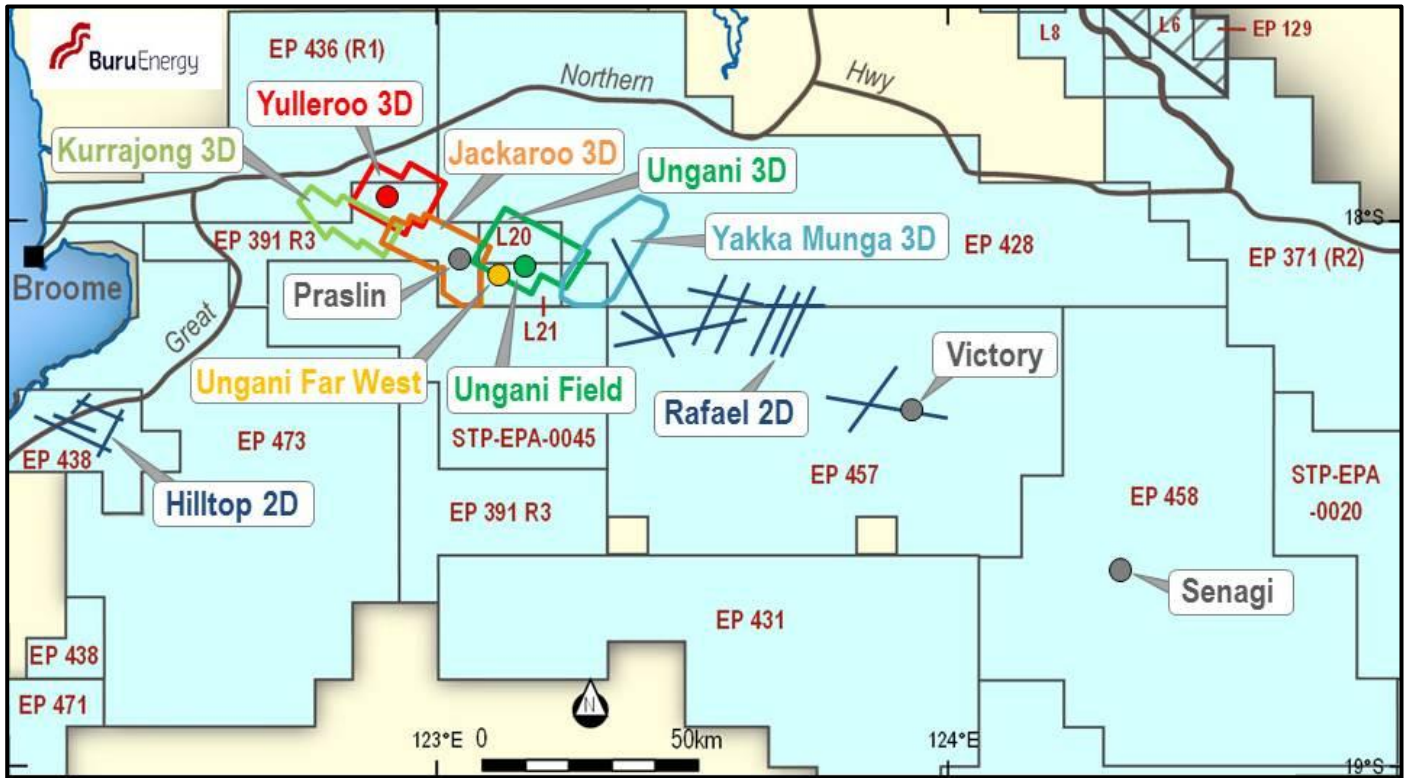 L8
L6
EP 129
BuruEnergy
EP 436 (R1)
Northern
Hwy
Yulleroo 3D
Kurrajong 3D
Jackaroo 3D
Ungani 3D
18°S
EP 391 R3
L20
Yakka Munga 3D
EP 428
EP 371 (R2)
Broome
Praslin
Great
L21
Victory
Ungani Far West
Ungani Field
Rafael 2D
EP 438
EP 473
STP-EPA-0045
EP 457
EP 458
STP-EPA
-0020
Hilltop 2D
EP 391 R3
Senagi
EP 431
EP 438
EP 471
N
123°E
0
50km
124°E
19°S